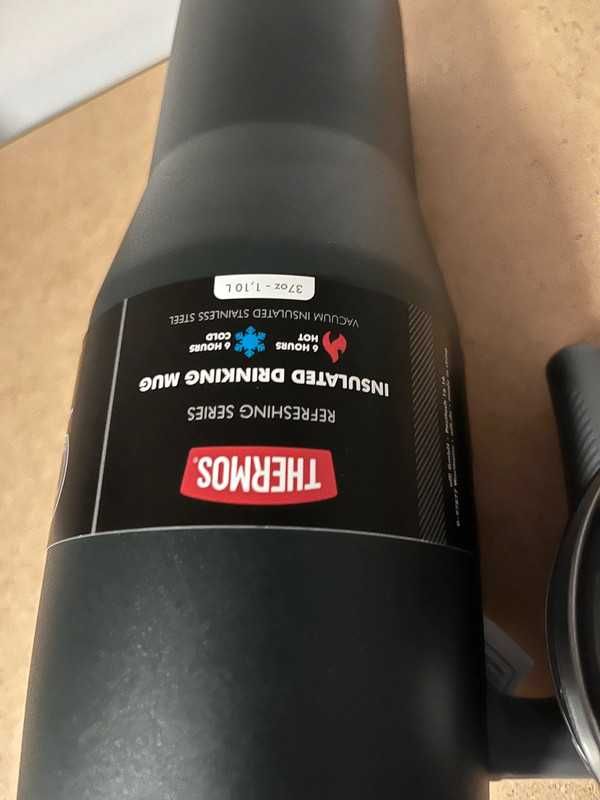 THERMOS®
REFRESHING SERIES
INSULATED DRINKING MUG
6 HOURS HOT
6 HOURS COLD
VACUUM INSULATED STAINLESS STEEL
37oz - 1,10 L